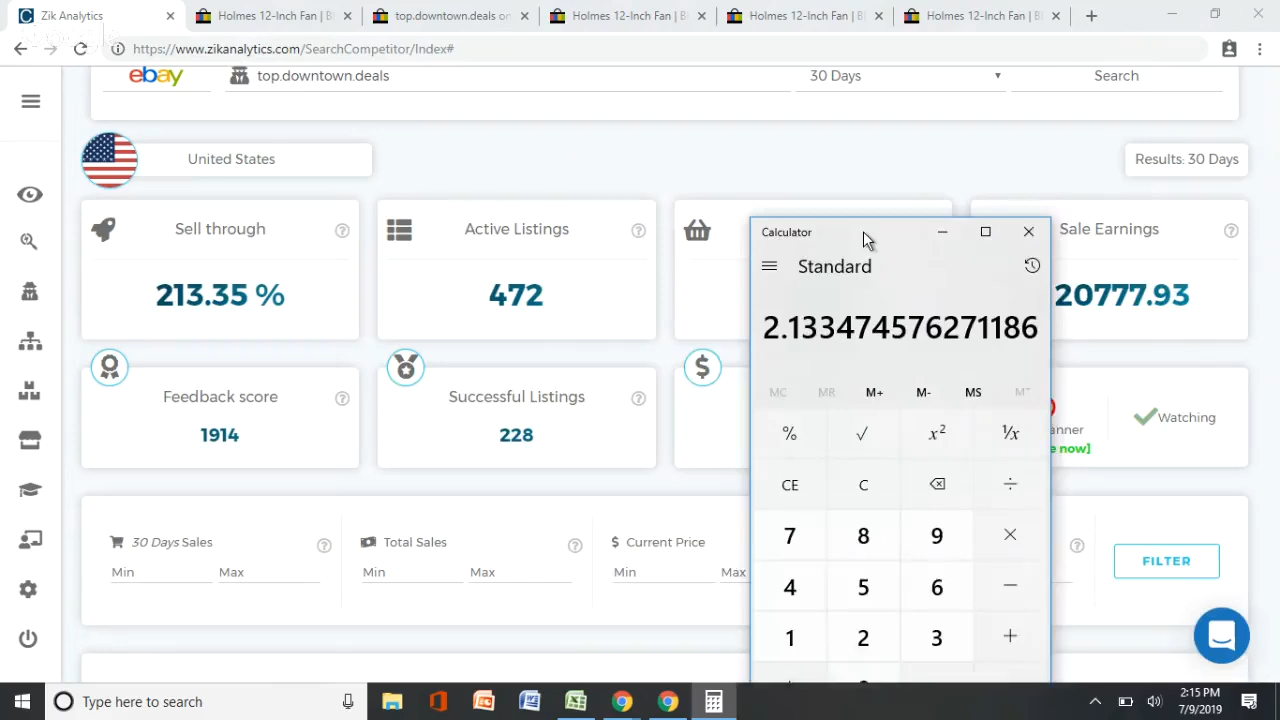 Zik Analytics
Holmes 12-Inch Fan | Bl
top.downtown.deals on
Holmes 12-Inch Fan | B
Holmes 12-Inch Fan | Bl
Holmes 12-Inch Fan | Bl
https://www.zikanalytics.com/SearchCompetitor/Index#
ebay
top.downtown.deals
30 Days
Search
United States
Results: 30 Days
Sell through
Active Listings
Sale Earnings
213.35 %
472
20777.93
Calculator
Standard
2.133474576271186
MC MR M+ M- MS M
% √ x² ¹/x
CE C ÷
7 8 9 ×
4 5 6 −
1 2 3 +
Feedback score
1914
Successful Listings
228
$
anner
e now]
Watching
30 Days Sales
Total Sales
$ Current Price
Min Max
Min Max
Min Max
FILTER
Type here to search
2:15 PM
7/9/2019